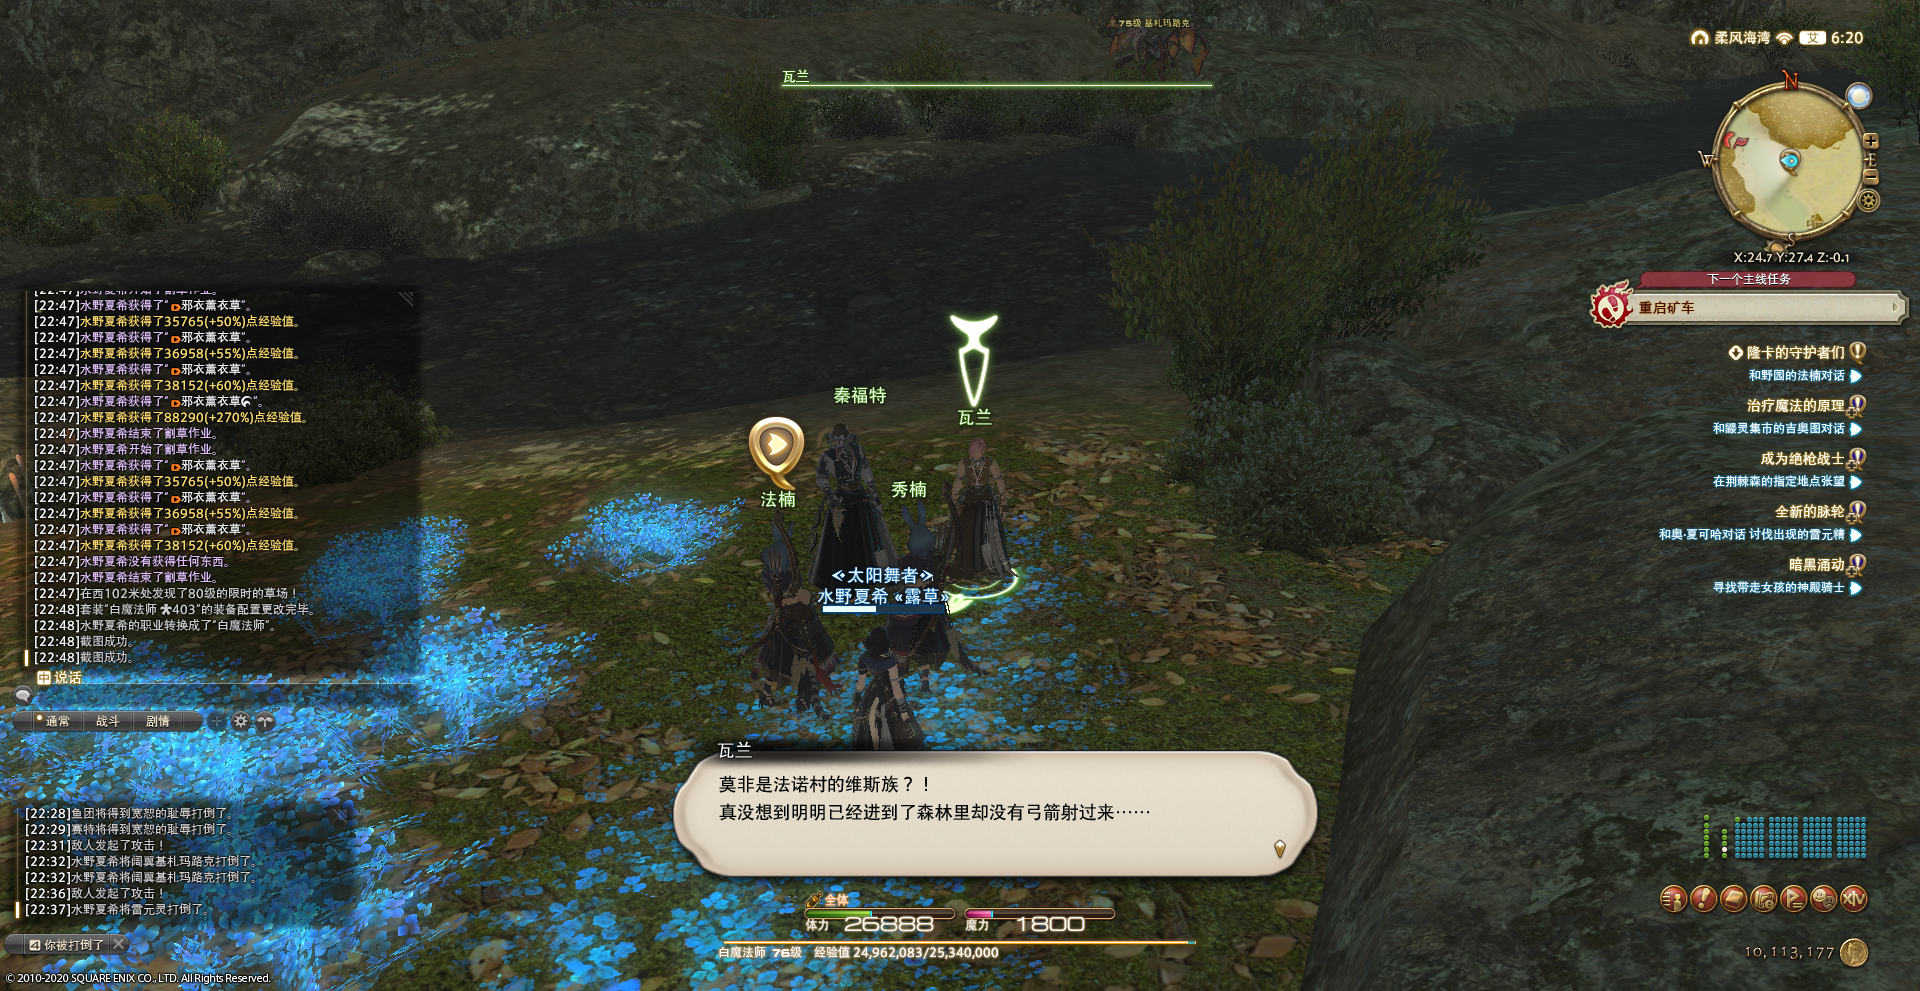 75级 基札玛路克
瓦兰
柔风海湾 艾 6:20
N
W
E
S
X:24.7 Y:27.4 Z:-0.1
下一个主线任务
重启矿车
隆卡的守护者们
和野园的法楠对话
治疗魔法的原理
和鼹灵集市的吉奥图对话
成为绝枪战士
在荆棘森的指定地点张望
全新的脉轮
和奥·夏可哈对话 讨伐出现的雷元精
暗黑涌动
寻找带走女孩的神殿骑士
[22:47]水野夏希开始了割草作业。
[22:47]水野夏希获得了“邪衣薰衣草”。
[22:47]水野夏希获得了35765(+50%)点经验值。
[22:47]水野夏希获得了“邪衣薰衣草”。
[22:47]水野夏希获得了36958(+55%)点经验值。
[22:47]水野夏希获得了“邪衣薰衣草”。
[22:47]水野夏希获得了38152(+60%)点经验值。
[22:47]水野夏希获得了“邪衣薰衣草”。
[22:47]水野夏希获得了88290(+270%)点经验值。
[22:47]水野夏希结束了割草作业。
[22:47]水野夏希开始了割草作业。
[22:47]水野夏希获得了“邪衣薰衣草”。
[22:47]水野夏希获得了35765(+50%)点经验值。
[22:47]水野夏希获得了“邪衣薰衣草”。
[22:47]水野夏希获得了36958(+55%)点经验值。
[22:47]水野夏希获得了“邪衣薰衣草”。
[22:47]水野夏希获得了38152(+60%)点经验值。
[22:47]水野夏希没有获得任何东西。
[22:47]水野夏希结束了割草作业。
[22:47]在西102米处发现了80级的限时的草场！
[22:48]套装“白魔法师 ★403”的装备配置更改完毕。
[22:48]水野夏希的职业转换成了“白魔法师”。
[22:48]截图成功。
[22:48]截图成功。
说话
通常 战斗 剧情
秦福特
瓦兰
法楠
秀楠
太阳舞者
水野夏希 «露草»
瓦兰
莫非是法诺村的维斯族？！
真没想到明明已经进到了森林里却没有弓箭射过来……
[22:28]鱼团将得到宽恕的耻辱打倒了。
[22:29]赛特将得到宽恕的耻辱打倒了。
[22:31]敌人发起了攻击！
[22:32]水野夏希将阔翼基札玛路克打倒了。
[22:32]水野夏希将阔翼基札玛路克打倒了。
[22:36]敌人发起了攻击！
[22:37]水野夏希将雷元灵打倒了。
4 你被打倒了
全体
体力 26888 魔力 1800
白魔法师 76级 经验值 24,962,083/25,340,000
10,113,177
© 2010-2020 SQUARE ENIX CO., LTD. All Rights Reserved.